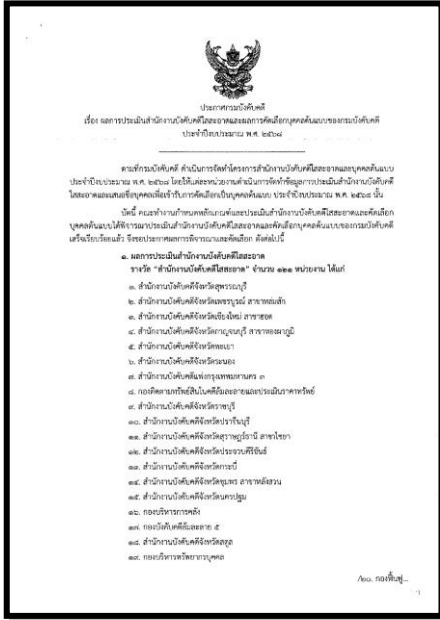 ประกาศกรมบังคับคดี
เรื่อง ผลการประเมินสำนักงานบังคับคดีใสสะอาดและผลการคัดเลือกบุคคลต้นแบบของกรมบังคับคดี
ประจำปีงบประมาณ พ.ศ. ๒๕๖๘
ตามที่กรมบังคับคดี ดำเนินการจัดทำโครงการสำนักงานบังคับคดีใสสะอาดและบุคคลต้นแบบ
ประจำปีงบประมาณ พ.ศ. ๒๕๖๘ โดยให้แต่ละหน่วยงานดำเนินการจัดทำข้อมูลการประเมินสำนักงานบังคับคดี
ใสสะอาดและเสนอชื่อบุคคลเพื่อเข้ารับการคัดเลือกเป็นบุคคลต้นแบบ ประจำปีงบประมาณ พ.ศ. ๒๕๖๘ นั้น
บัดนี้ คณะทำงานกำหนดหลักเกณฑ์และประเมินสำนักงานบังคับคดีใสสะอาดและคัดเลือก
บุคคลต้นแบบได้พิจารณาประเมินสำนักงานบังคับคดีใสสะอาดและคัดเลือกบุคคลต้นแบบของกรมบังคับคดี
เสร็จเรียบร้อยแล้ว จึงขอประกาศผลการพิจารณาและคัดเลือก ดังต่อไปนี้
๑. ผลการประเมินสำนักงานบังคับคดีใสสะอาด
รางวัล "สำนักงานบังคับคดีใสสะอาด" จำนวน ๑๒๑ หน่วยงาน ได้แก่
๑. สำนักงานบังคับคดีจังหวัดสุพรรณบุรี
๒. สำนักงานบังคับคดีจังหวัดเพชรบูรณ์ สาขาหล่มสัก
๓. สำนักงานบังคับคดีจังหวัดเชียงใหม่ สาขาฮอด
๔. สำนักงานบังคับคดีจังหวัดกาญจนบุรี สาขาทองผาภูมิ
๕. สำนักงานบังคับคดีจังหวัดพะเยา
๖. สำนักงานบังคับคดีจังหวัดระนอง
๗. สำนักงานบังคับคดีแพ่งกรุงเทพมหานคร ๓
๘. กองติดตามทรัพย์สินในคดีล้มละลายและประเมินราคาทรัพย์
๙. สำนักงานบังคับคดีจังหวัดราชบุรี
๑๐. สำนักงานบังคับคดีจังหวัดปราจีนบุรี
๑๑. สำนักงานบังคับคดีจังหวัดสุราษฎร์ธานี สาขาไชยา
๑๒. สำนักงานบังคับคดีจังหวัดประจวบคีรีขันธ์
๑๓. สำนักงานบังคับคดีจังหวัดกระบี่
๑๔. สำนักงานบังคับคดีจังหวัดชุมพร สาขาหลังสวน
๑๕. สำนักงานบังคับคดีจังหวัดนครปฐม
๑๖. กองบริหารการคลัง
๑๗. กองบังคับคดีล้มละลาย ๕
๑๘. สำนักงานบังคับคดีจังหวัดสตูล
๑๙. กองบริหารทรัพยากรบุคคล
/๒๐. กองฟื้นฟู...